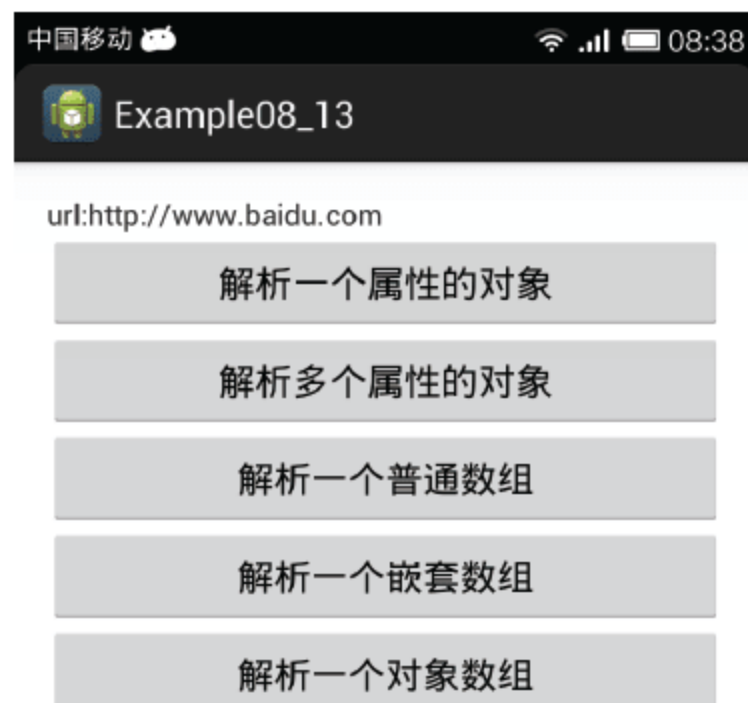 中国移动 08:38
Example08_13
url:http://www.baidu.com
解析一个属性的对象
解析多个属性的对象
解析一个普通数组
解析一个嵌套数组
解析一个对象数组